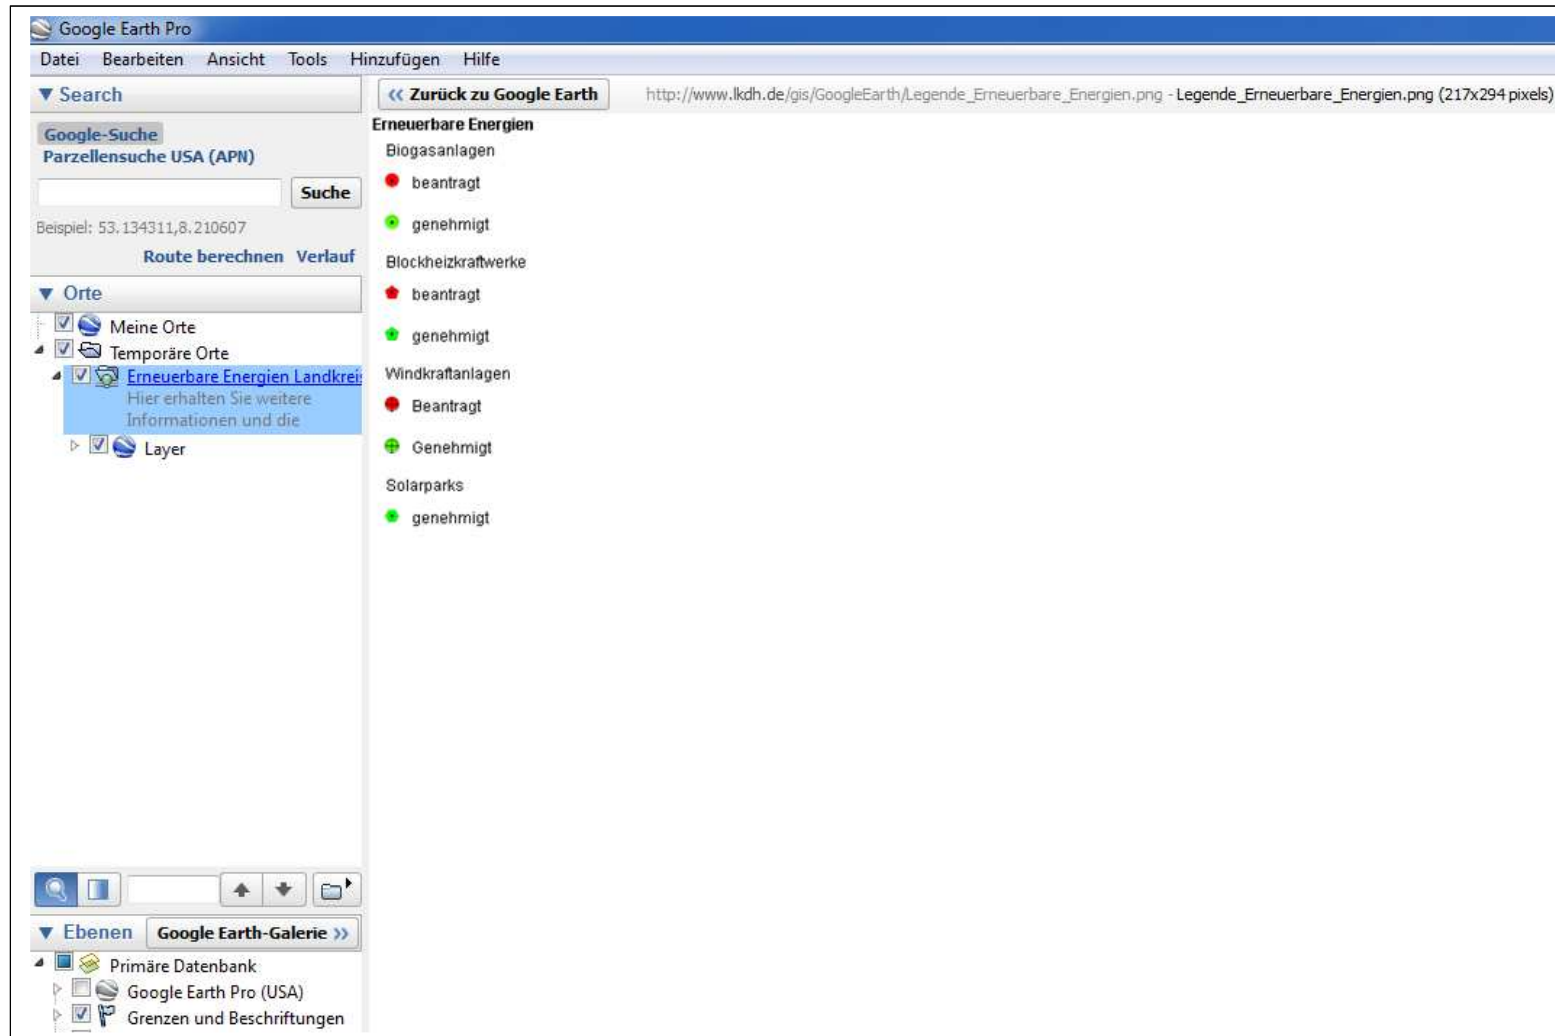 Google Earth Pro
Datei Bearbeiten Ansicht Tools Hinzufügen Hilfe
Search
Google-Suche
Parzellensuche USA (APN)
Suche
Beispiel: 53.134311,8.210607
Route berechnen Verlauf
Orte
Meine Orte
Temporäre Orte
Erneuerbare Energien Landkreis
Hier erhalten Sie weitere
Informationen und die
Layer
Ebenen Google Earth-Galerie >>
Primäre Datenbank
Google Earth Pro (USA)
Grenzen und Beschriftungen
<< Zurück zu Google Earth http://www.lkdh.de/gis/GoogleEarth/Legende_Erneuerbare_Energien.png - Legende_Erneuerbare_Energien.png (217x294 pixels)
Erneuerbare Energien
Biogasanlagen
beantragt
genehmigt
Blockheizkraftwerke
beantragt
genehmigt
Windkraftanlagen
Beantragt
Genehmigt
Solarparks
genehmigt